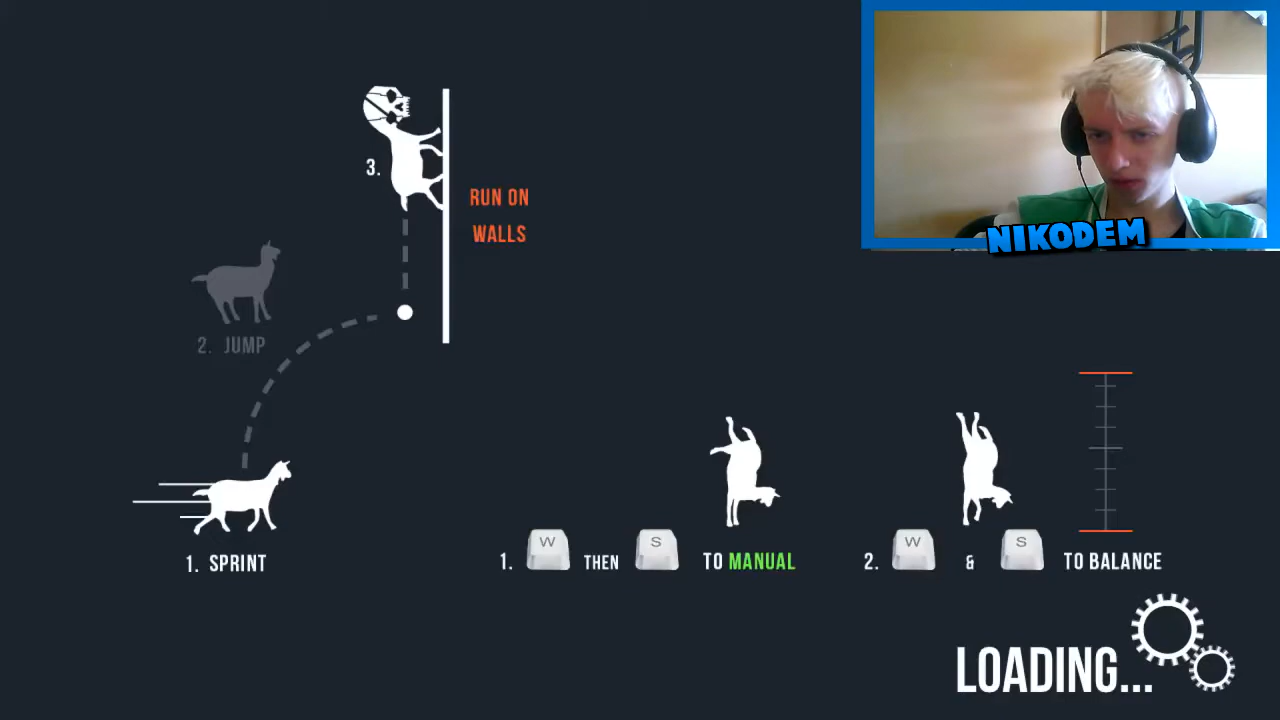 3.
RUN ON
WALLS
NIKODEM
2. JUMP
1. SPRINT
1. W THEN S TO MANUAL
2. W & S TO BALANCE
LOADING...